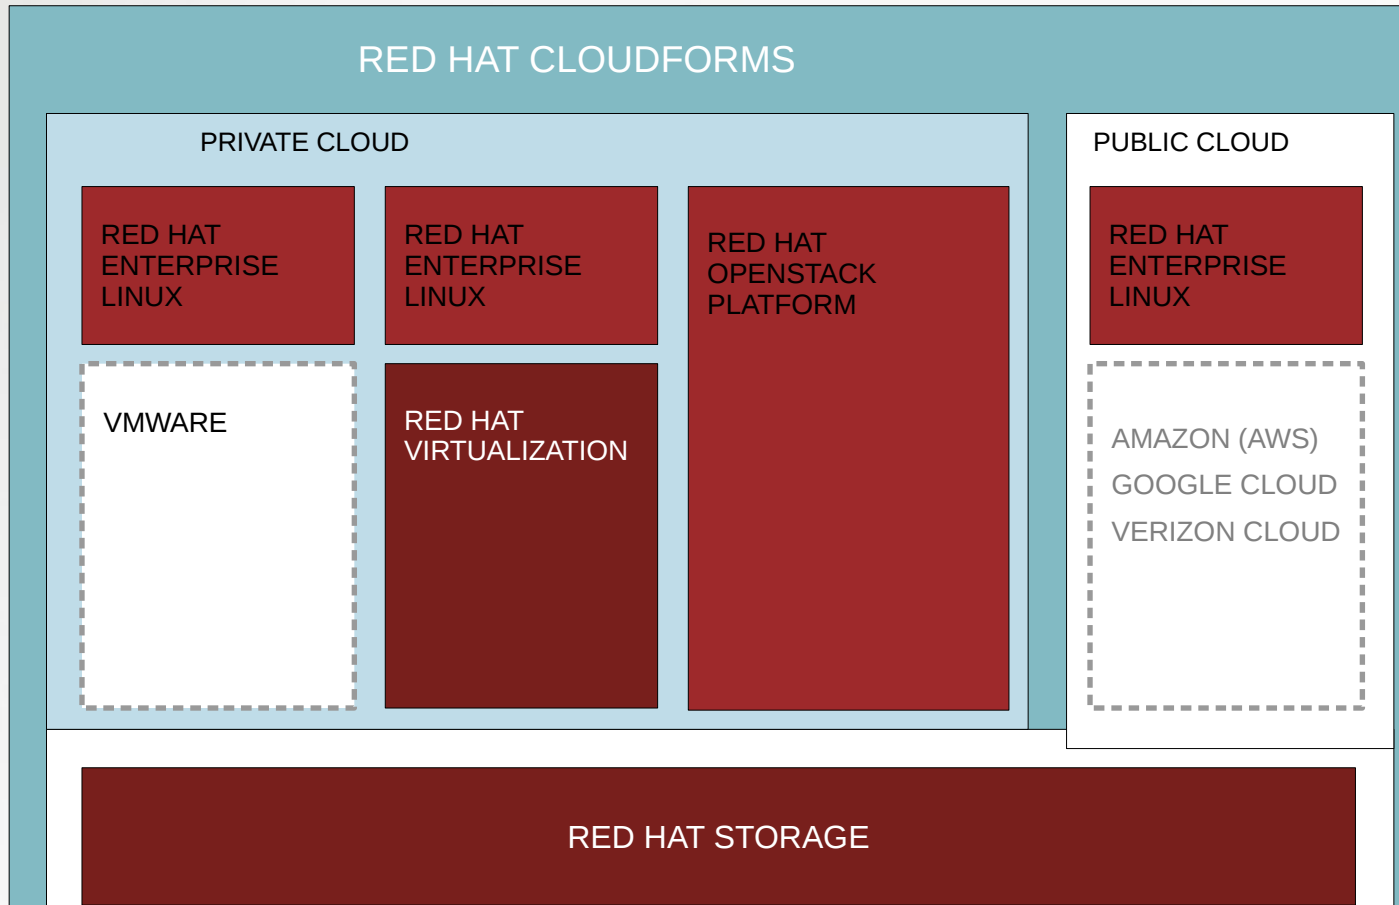 RED HAT CLOUDFORMS
PRIVATE CLOUD
RED HAT
ENTERPRISE
LINUX
RED HAT
ENTERPRISE
LINUX
RED HAT
OPENSTACK
PLATFORM
VMWARE
RED HAT
VIRTUALIZATION
PUBLIC CLOUD
RED HAT
ENTERPRISE
LINUX
AMAZON (AWS)
GOOGLE CLOUD
VERIZON CLOUD
RED HAT STORAGE